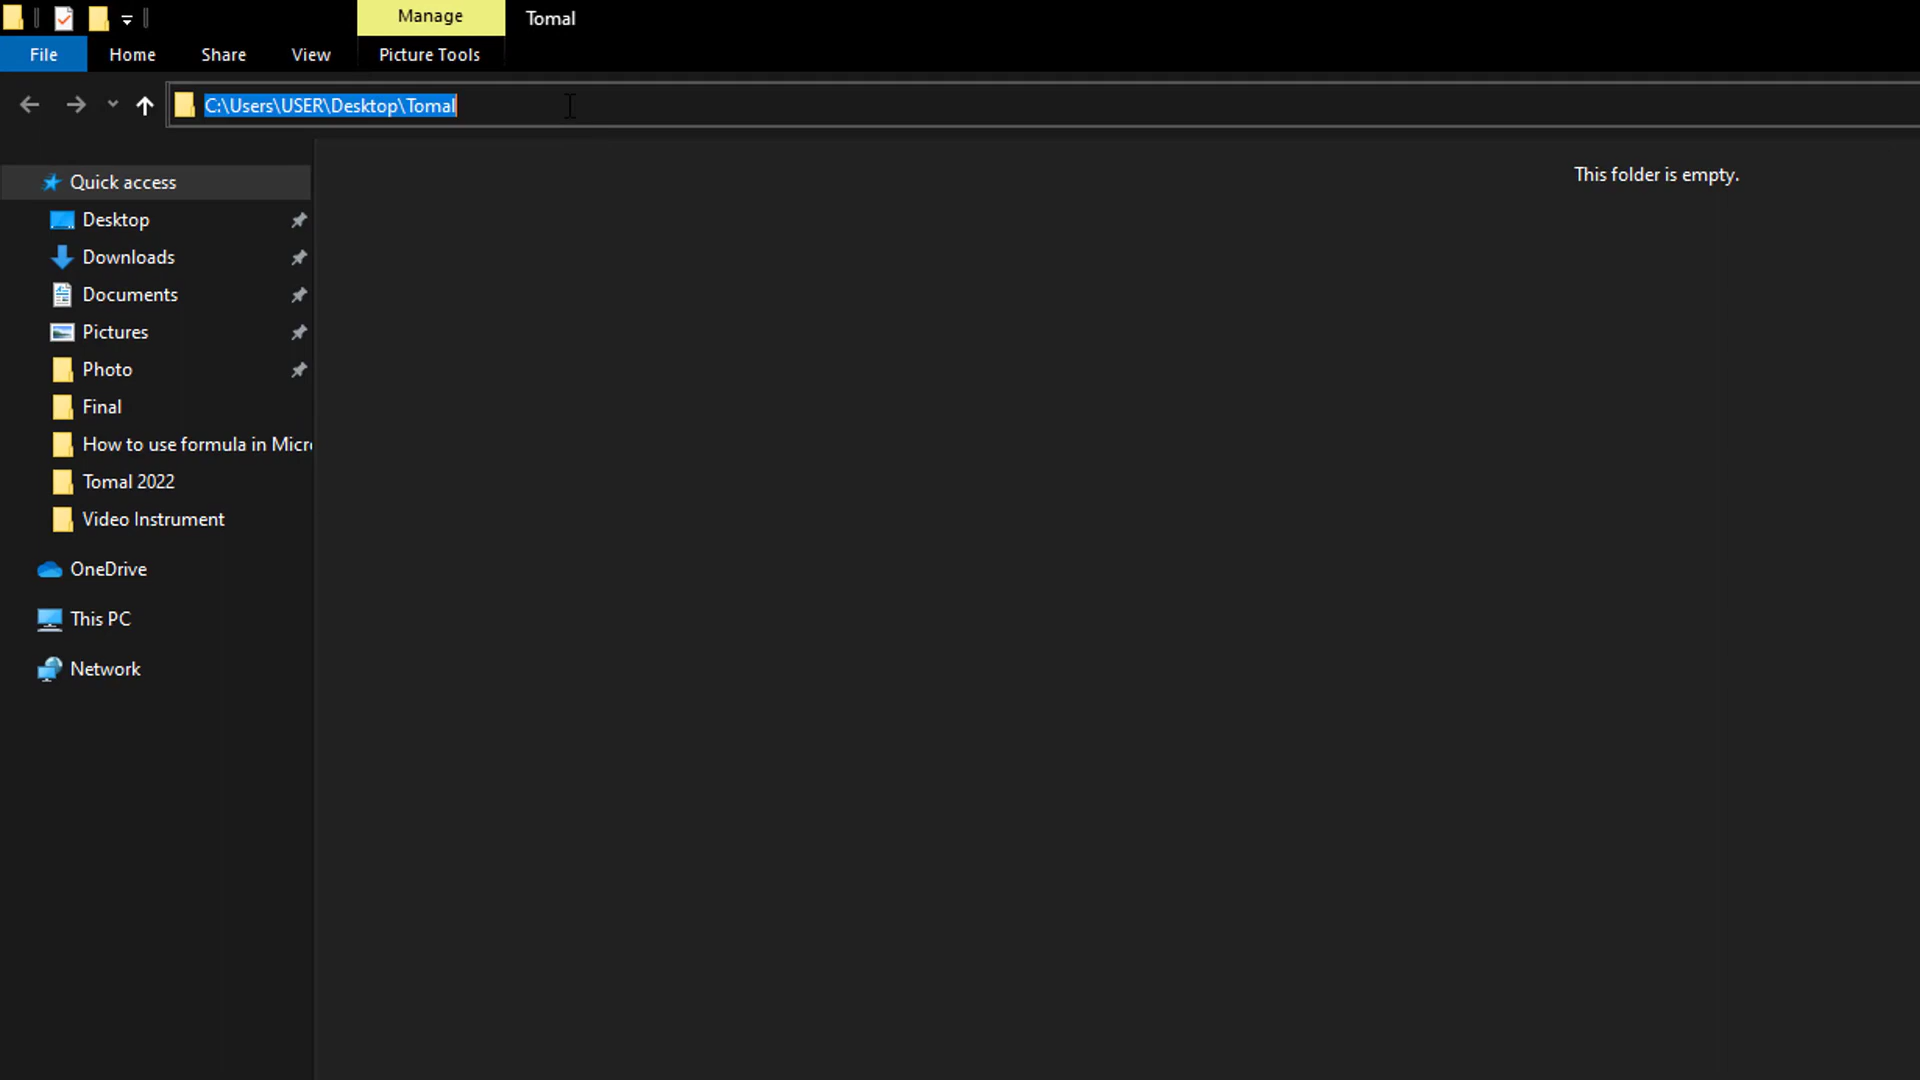 Manage
Tomal
File
Home
Share
View
Picture Tools
C:\Users\USER\Desktop\Tomal
Quick access
This folder is empty.
Desktop
Downloads
Documents
Pictures
Photo
Final
How to use formula in Micr
Tomal 2022
Video Instrument
OneDrive
This PC
Network